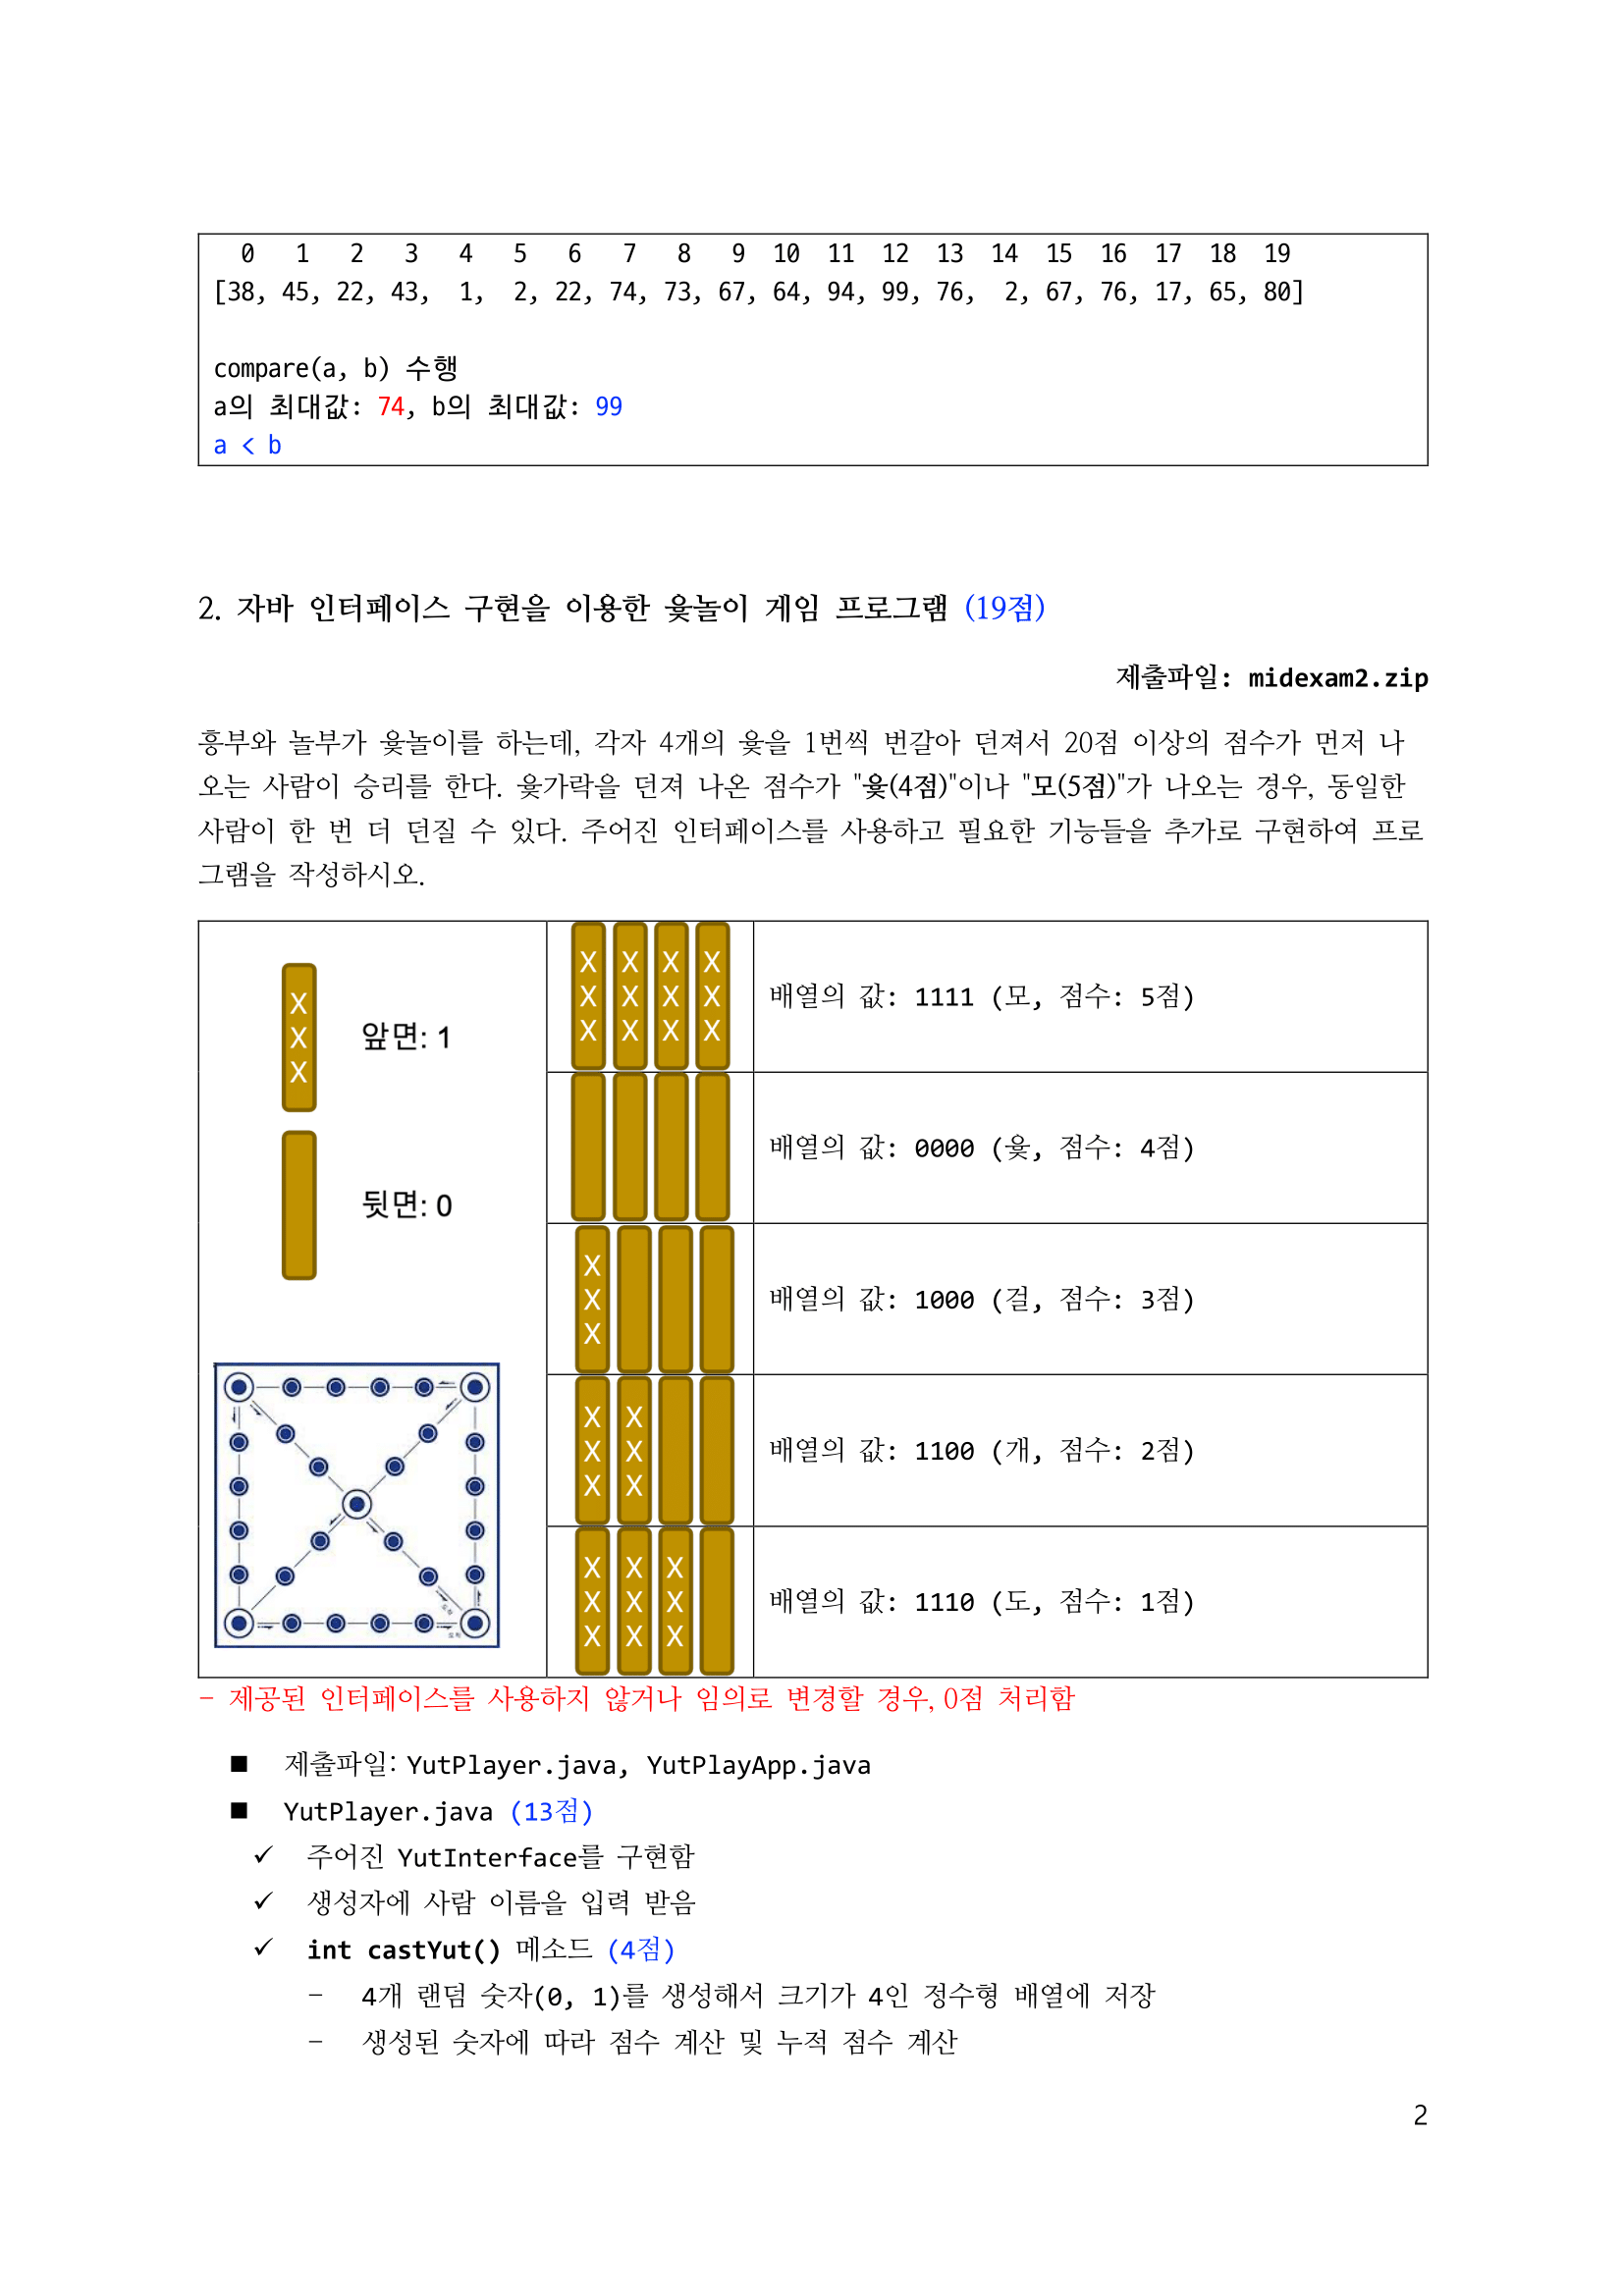 0 1 2 3 4 5 6 7 8 9 10 11 12 13 14 15 16 17 18 19
[38, 45, 22, 43, 1, 2, 22, 74, 73, 67, 64, 94, 99, 76, 2, 67, 76, 17, 65, 80]
compare(a, b) 수행
a의 최대값: 74, b의 최대값: 99
a < b
2. 자바 인터페이스 구현을 이용한 윷놀이 게임 프로그램 (19점)
제출파일: midexam2.zip
흥부와 놀부가 윷놀이를 하는데, 각자 4개의 윷을 1번씩 번갈아 던져서 20점 이상의 점수가 먼저 나
오는 사람이 승리를 한다. 윷가락을 던져 나온 점수가 "윷(4점)"이나 "모(5점)"가 나오는 경우, 동일한
사람이 한 번 더 던질 수 있다. 주어진 인터페이스를 사용하고 필요한 기능들을 추가로 구현하여 프로
그램을 작성하시오.
X
X
X
앞면: 1
뒷면: 0
X X X X
X X X X
X X X X
배열의 값: 1111 (모, 점수: 5점)
배열의 값: 0000 (윷, 점수: 4점)
X
X
X
배열의 값: 1000 (걸, 점수: 3점)
X X
X X
X X
배열의 값: 1100 (개, 점수: 2점)
X X X
X X X
X X X
배열의 값: 1110 (도, 점수: 1점)
- 제공된 인터페이스를 사용하지 않거나 임의로 변경할 경우, 0점 처리함
■ 제출파일: YutPlayer.java, YutPlayApp.java
■ YutPlayer.java (13점)
✓ 주어진 YutInterface를 구현함
✓ 생성자에 사람 이름을 입력 받음
✓ int castYut() 메소드 (4점)
- 4개 랜덤 숫자(0, 1)를 생성해서 크기가 4인 정수형 배열에 저장
- 생성된 숫자에 따라 점수 계산 및 누적 점수 계산
2